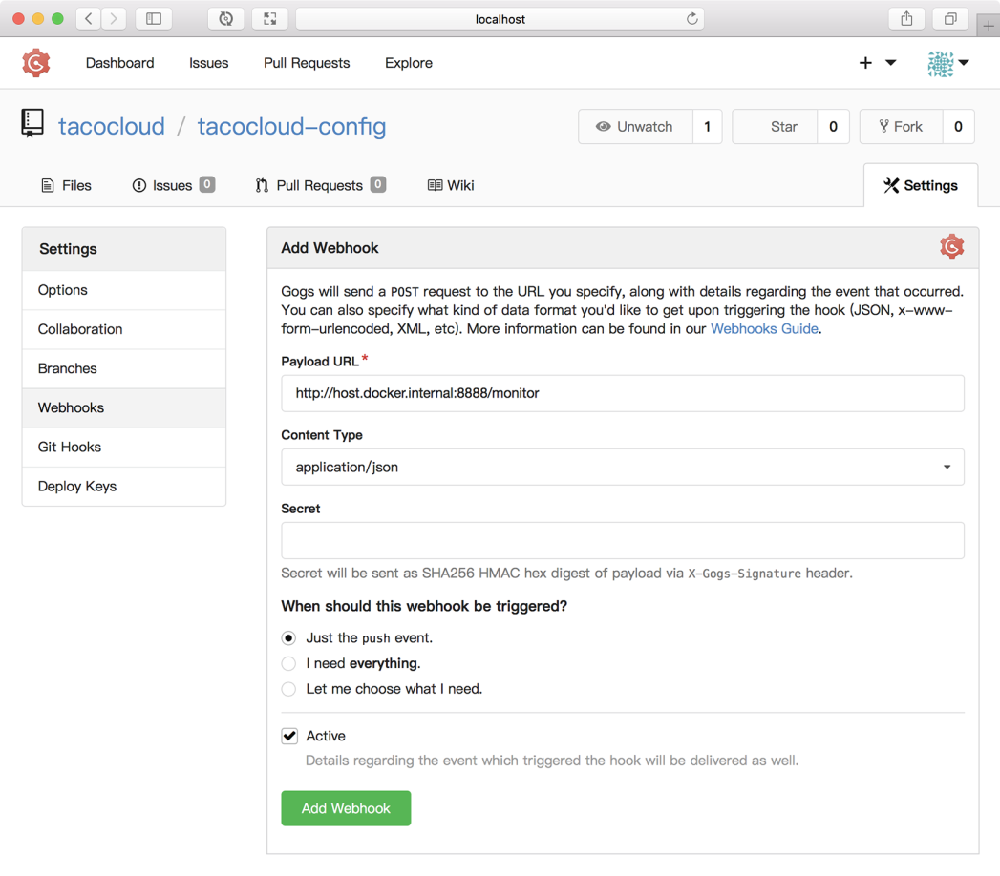 localhost
Dashboard Issues Pull Requests Explore
tacocloud / tacocloud-config
Unwatch 1 Star 0 Fork 0
Files Issues 0 Pull Requests 0 Wiki Settings
Settings
Options
Collaboration
Branches
Webhooks
Git Hooks
Deploy Keys
Add Webhook
Gogs will send a POST request to the URL you specify, along with details regarding the event that occurred.
You can also specify what kind of data format you'd like to get upon triggering the hook (JSON, x-www-
form-urlencoded, XML, etc). More information can be found in our Webhooks Guide.
Payload URL*
http://host.docker.internal:8888/monitor
Content Type
application/json
Secret
Secret will be sent as SHA256 HMAC hex digest of payload via X-Gogs-Signature header.
When should this webhook be triggered?
Just the push event.
I need everything.
Let me choose what I need.
Active
Details regarding the event which triggered the hook will be delivered as well.
Add Webhook